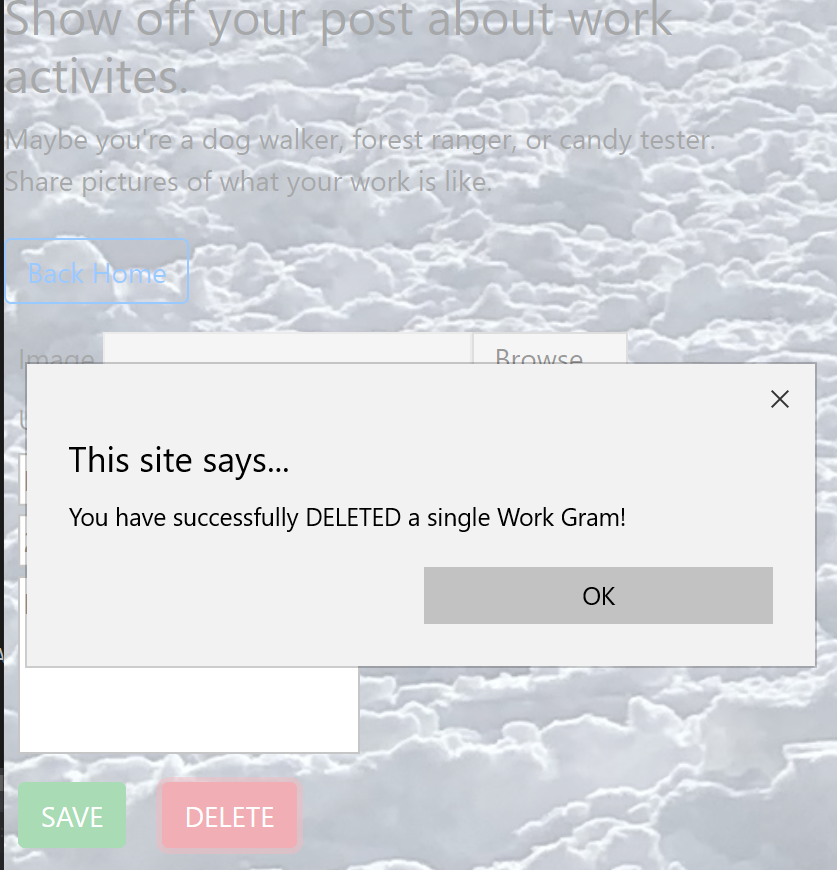 Show off your post about work
activites.
Maybe you're a dog walker, forest ranger, or candy tester.
Share pictures of what your work is like.
Back Home
Image
Browse...
This site says...
You have successfully DELETED a single Work Gram!
OK
SAVE
DELETE